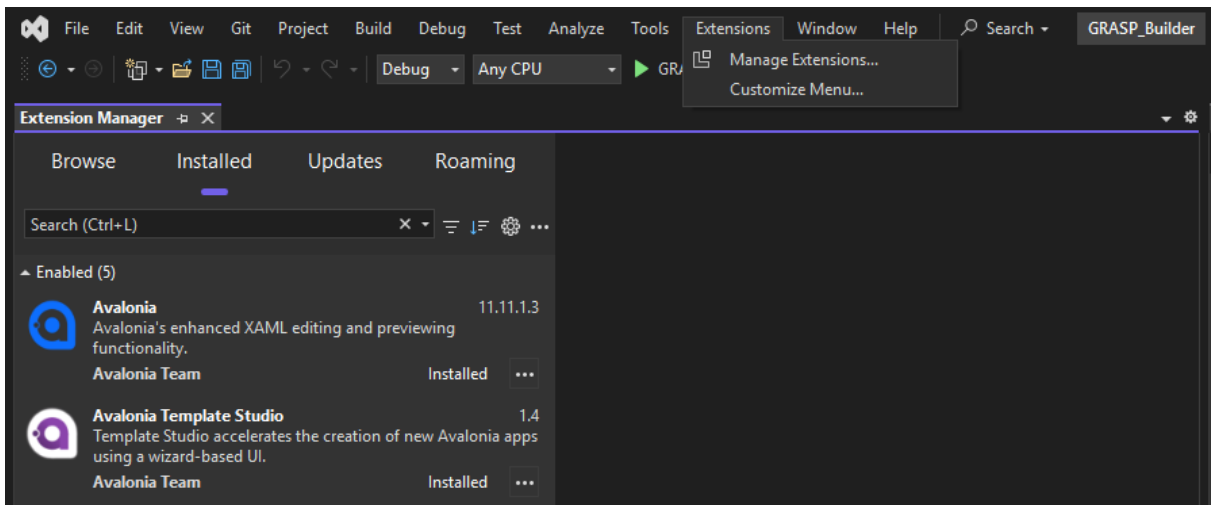 File Edit View Git Project Build Debug Test Analyze Tools Extensions Window Help Search GRASP_Builder
Debug Any CPU
Manage Extensions...
Customize Menu...
Extension Manager
Browse Installed Updates Roaming
Search (Ctrl+L)
Enabled (5)
Avalonia 11.11.1.3
Avalonia's enhanced XAML editing and previewing
functionality.
Avalonia Team Installed
Avalonia Template Studio 1.4
Template Studio accelerates the creation of new Avalonia apps
using a wizard-based UI.
Avalonia Team Installed